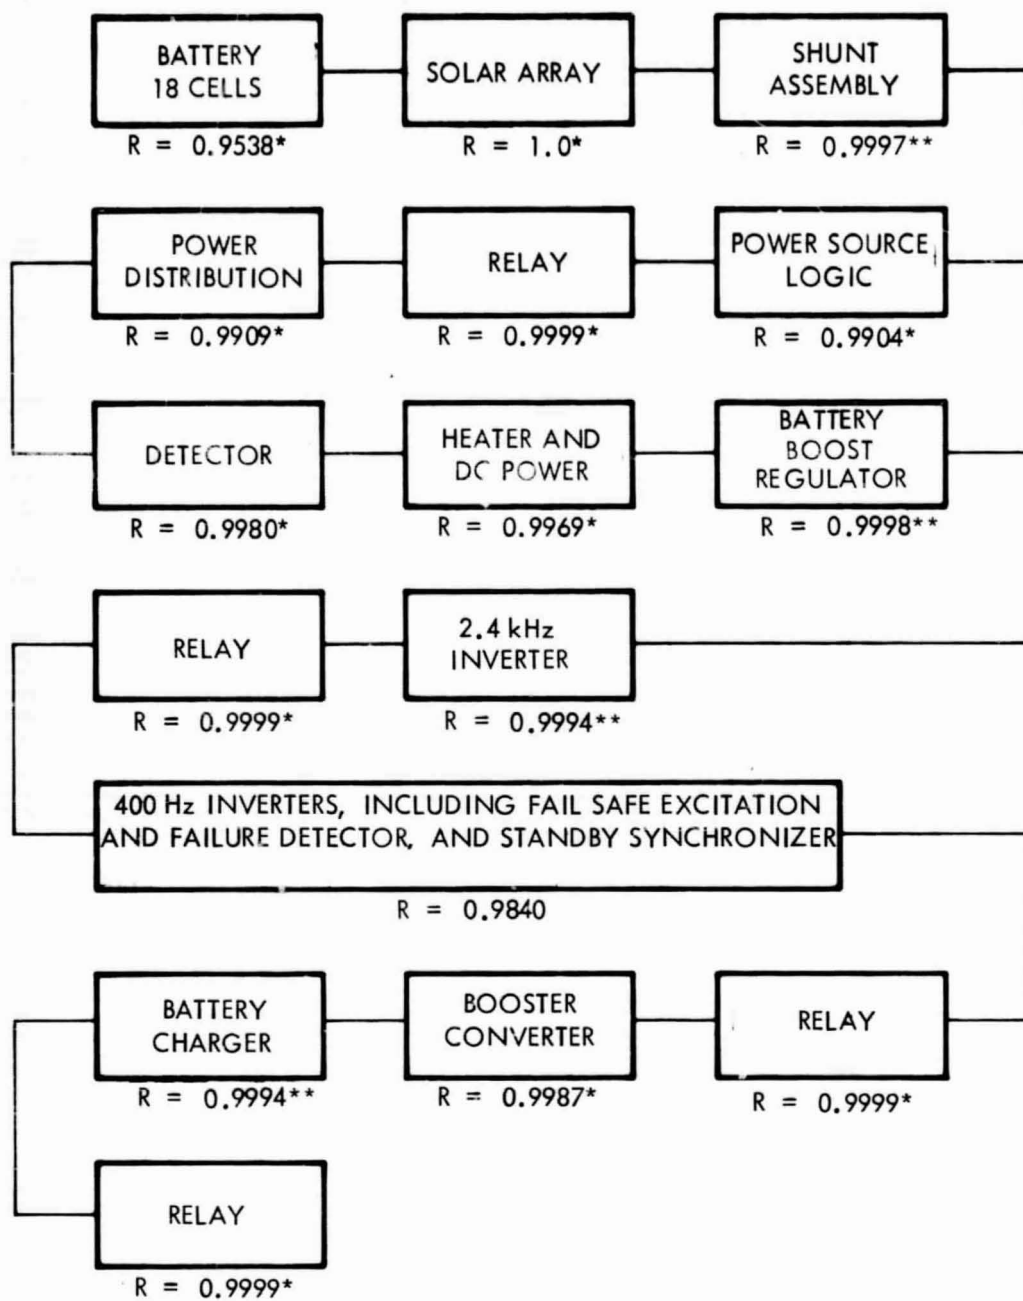 BATTERY
18 CELLS
R = 0.9538*
SOLAR ARRAY
R = 1.0*
SHUNT
ASSEMBLY
R = 0.9997**
POWER
DISTRIBUTION
R = 0.9909*
RELAY
R = 0.9999*
POWER SOURCE
LOGIC
R = 0.9904*
DETECTOR
R = 0.9980*
HEATER AND
DC POWER
R = 0.9969*
BATTERY
BOOST
REGULATOR
R = 0.9998**
RELAY
R = 0.9999*
2.4 kHz
INVERTER
R = 0.9994**
400 Hz INVERTERS, INCLUDING FAIL SAFE EXCITATION
AND FAILURE DETECTOR, AND STANDBY SYNCHRONIZER
R = 0.9840
BATTERY
CHARGER
R = 0.9994**
BOOSTER
CONVERTER
R = 0.9987*
RELAY
R = 0.9999*
RELAY
R = 0.9999*